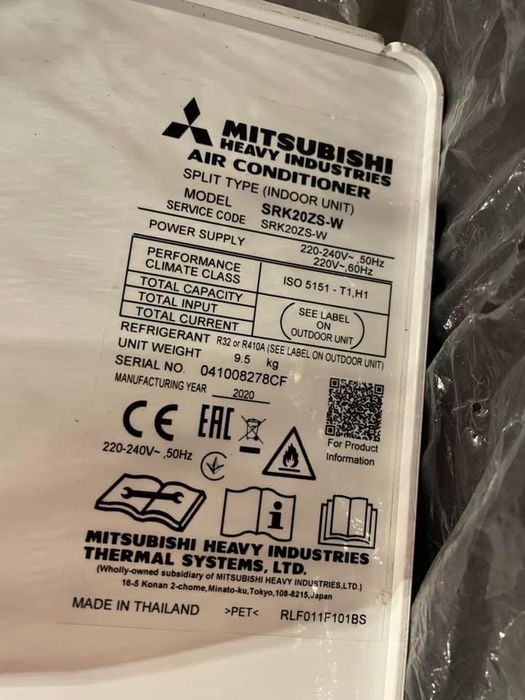 MITSUBISHI
HEAVY INDUSTRIES
AIR CONDITIONER
SPLIT TYPE (INDOOR UNIT)
MODEL SRK20ZS-W
SERVICE CODE SRK20ZS-W
POWER SUPPLY 220-240V~ ,50Hz
220V~,60Hz
PERFORMANCE
CLIMATE CLASS ISO 5151 - T1,H1
TOTAL CAPACITY
TOTAL INPUT
TOTAL CURRENT
SEE LABEL
ON
OUTDOOR UNIT
REFRIGERANT R32 or R410A (SEE LABEL ON OUTDOOR UNIT)
UNIT WEIGHT 9.5 kg
SERIAL NO. 041008278CF
MANUFACTURING YEAR 2020
CE EAC
220-240V~ ,50Hz
For Product
Information
i
MITSUBISHI HEAVY INDUSTRIES
THERMAL SYSTEMS, LTD.
(Wholly-owned subsidiary of MITSUBISHI HEAVY INDUSTRIES,LTD.)
16-5 Konan 2-chome,Minato-ku,Tokyo,108-8215,Japan
MADE IN THAILAND >PET< RLF011F101BS